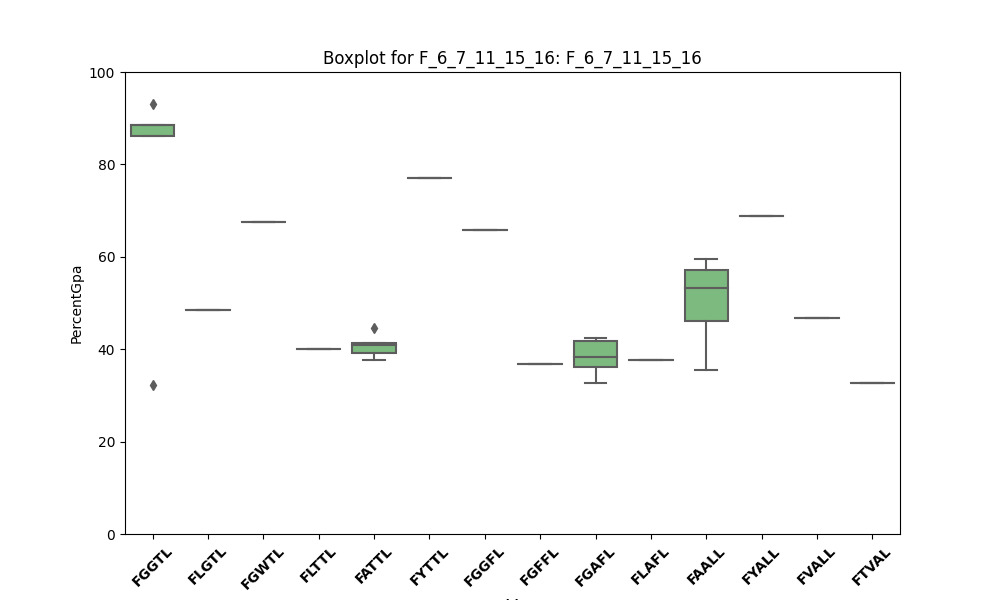 Boxplot for F_6_7_11_15_16: F_6_7_11_15_16
PercentGpa
100
80
60
40
20
0
FGGTL
FLGTL
FGWTL
FLTTL
FATTL
FYTTL
FGGFL
FGFFL
FGAFL
FLAFL
FAALL
FYALL
FVALL
FTVAL